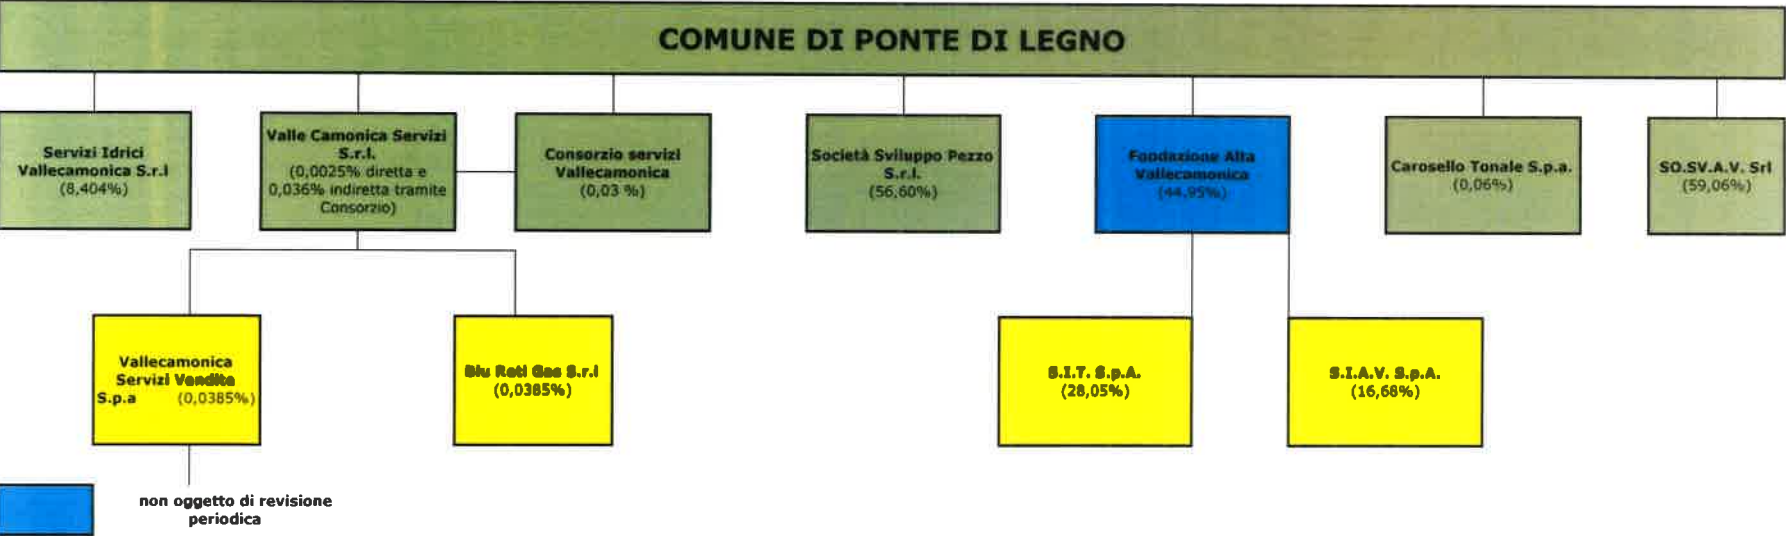 COMUNE DI PONTE DI LEGNO
Servizi Idrici
Vallecamonica S.r.l
(8,404%)
Valle Camonica Servizi
S.r.l.
(0,0025% diretta e
0,036% indiretta tramite
Consorzio)
Consorzio servizi
Vallecamonica
(0,03 %)
Società Sviluppo Pezzo
S.r.l.
(56,60%)
Fondazione Alta
Vallecamonica
(44,95%)
Carosello Tonale S.p.a.
(0,06%)
SO.SV.A.V. Srl
(59,06%)
Vallecamonica
Servizi Vendita
S.p.a (0,0385%)
Blu Reti Gas S.r.l
(0,0385%)
S.I.T. S.p.A.
(28,05%)
S.I.A.V. S.p.A.
(16,68%)
non oggetto di revisione
periodica